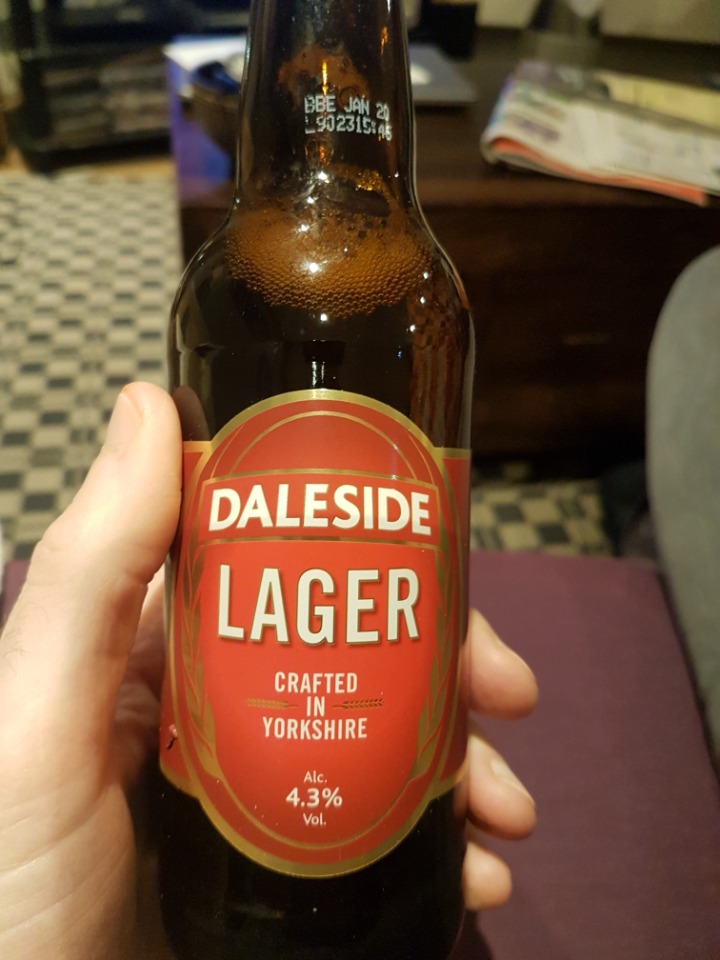 BBE JAN 20
L902315:
DALESIDE
LAGER
CRAFTED
IN
YORKSHIRE
Alc.
4.3%
Vol.